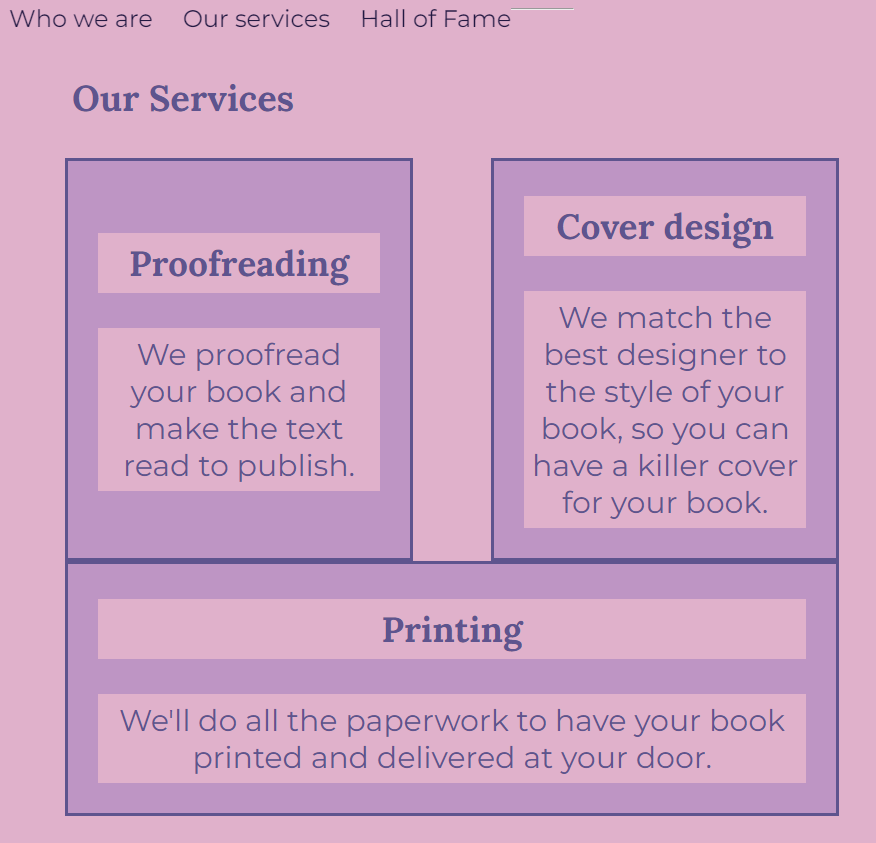 Who we are Our services Hall of Fame
Our Services
Proofreading
We proofread
your book and
make the text
read to publish.
Cover design
We match the
best designer to
the style of your
book, so you can
have a killer cover
for your book.
Printing
We'll do all the paperwork to have your book
printed and delivered at your door.